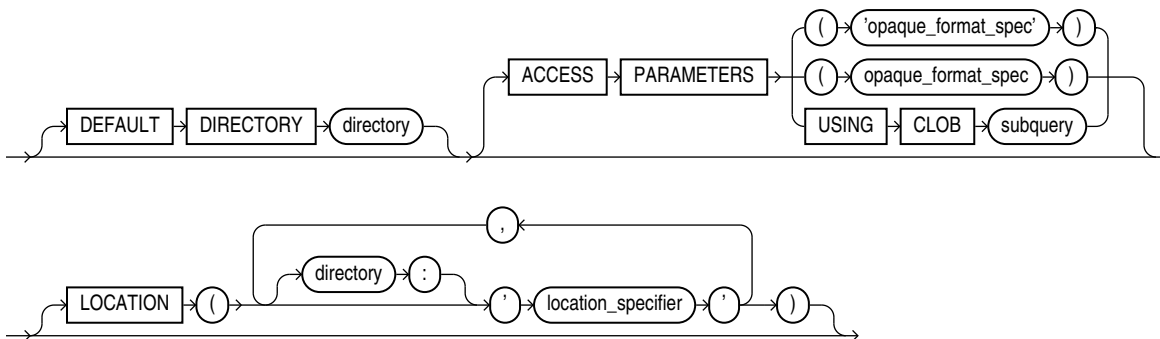 ( 'opaque_format_spec' )
ACCESS PARAMETERS ( opaque_format_spec )
DEFAULT DIRECTORY directory USING CLOB subquery
,
directory :
LOCATION ( ' location_specifier ' )